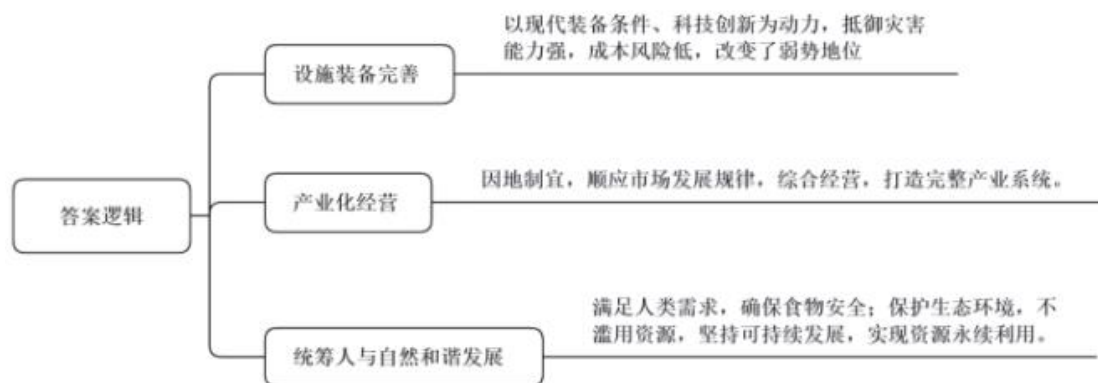 答案逻辑
设施装备完善
以现代装备条件、科技创新为动力，抵御灾害
能力强，成本风险低，改变了弱势地位
产业化经营
因地制宜，顺应市场发展规律，综合经营，打造完整产业系统。
统筹人与自然和谐发展
满足人类需求，确保食物安全；保护生态环境，不
滥用资源，坚持可持续发展，实现资源永续利用。